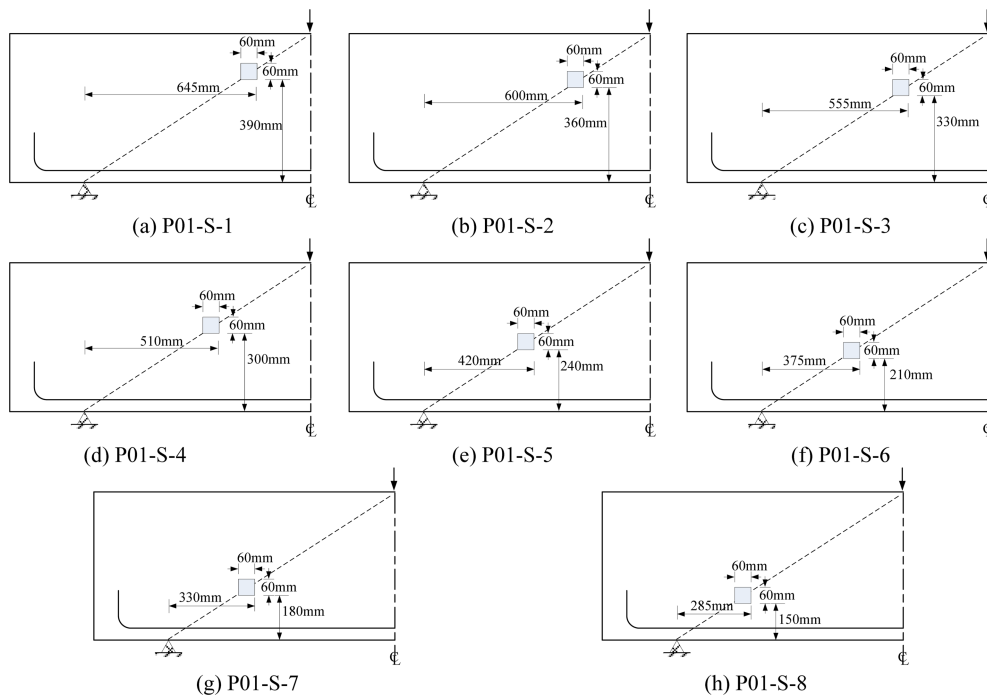 60mm
60mm
645mm
390mm
℄
(a) P01-S-1
60mm
60mm
600mm
360mm
℄
(b) P01-S-2
60mm
60mm
555mm
330mm
℄
(c) P01-S-3
60mm
60mm
510mm
300mm
℄
(d) P01-S-4
60mm
60mm
420mm
240mm
℄
(e) P01-S-5
60mm
60mm
375mm
210mm
℄
(f) P01-S-6
60mm
60mm
330mm
180mm
℄
(g) P01-S-7
60mm
60mm
285mm
150mm
℄
(h) P01-S-8